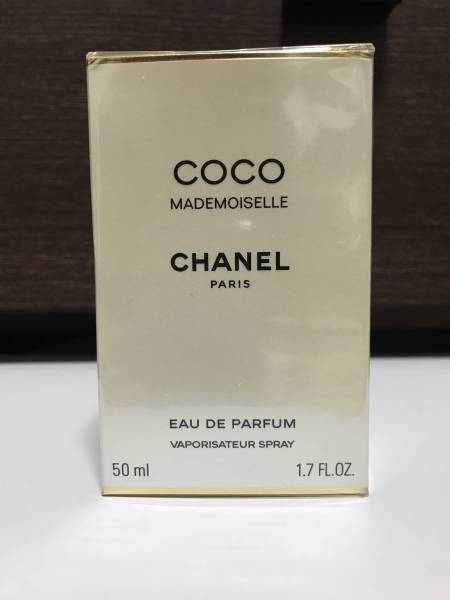 COCO
MADEMOISELLE
CHANEL
PARIS
EAU DE PARFUM
VAPORISATEUR SPRAY
50 ml 1.7 FL.OZ.